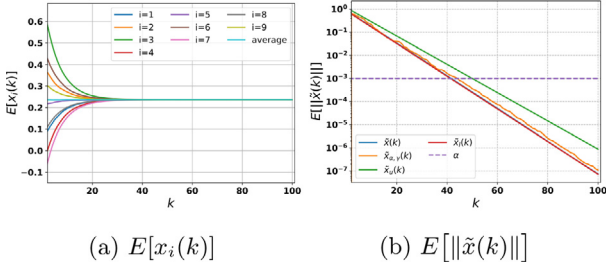 E[x_i(k)]
0.6
0.5
0.4
0.3
0.2
0.1
0.0
−0.1
20 40 60 80 100
k
i=1 i=5 i=8
i=2 i=6 i=9
i=3 i=7 average
i=4
(a) E[x_i(k)]
E[||x̃(k)||]
10^0
10^{-1}
10^{-2}
10^{-3}
10^{-4}
10^{-5}
10^{-6}
10^{-7}
x̃(k) x̃_l(k)
x̃_{α,γ}(k) α
x̃_u(k)
20 40 60 80 100
k
(b) E[‖x̃(k)‖]